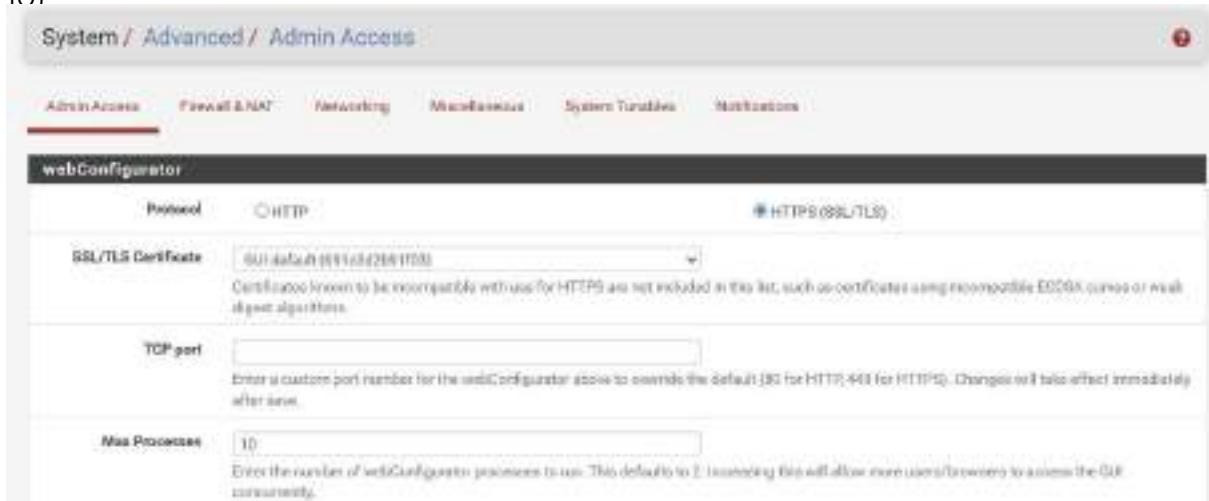 System / Advanced / Admin Access
Admin Access Firewall & NAT Networking Miscellaneous System Tunables Notifications
webConfigurator
Protocol HTTP HTTPS (SSL/TLS)
SSL/TLS Certificate GUI default
Certificates known to be incompatible with use for HTTPS are not included in this list, such as certificates using incompatible ECDSA curves or weak
digest algorithms.
TCP port
Enter a custom port number for the webConfigurator above to override the default (80 for HTTP, 443 for HTTPS). Changes will take effect immediately
after save.
Max Processes 10
Enter the number of webConfigurator processes to run. This defaults to 2. Increasing this will allow more users/browsers to access the GUI
concurrently.